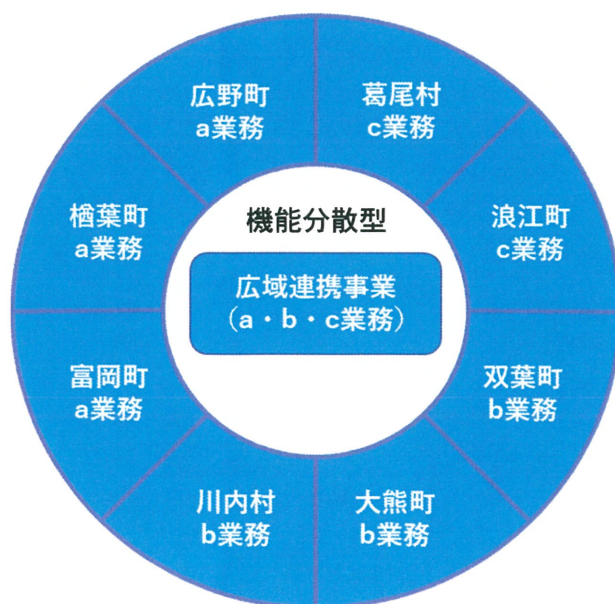 広野町
a業務
葛尾村
c業務
楢葉町
a業務
機能分散型
浪江町
c業務
広域連携事業
（a・b・c業務）
富岡町
a業務
双葉町
b業務
川内村
b業務
大熊町
b業務